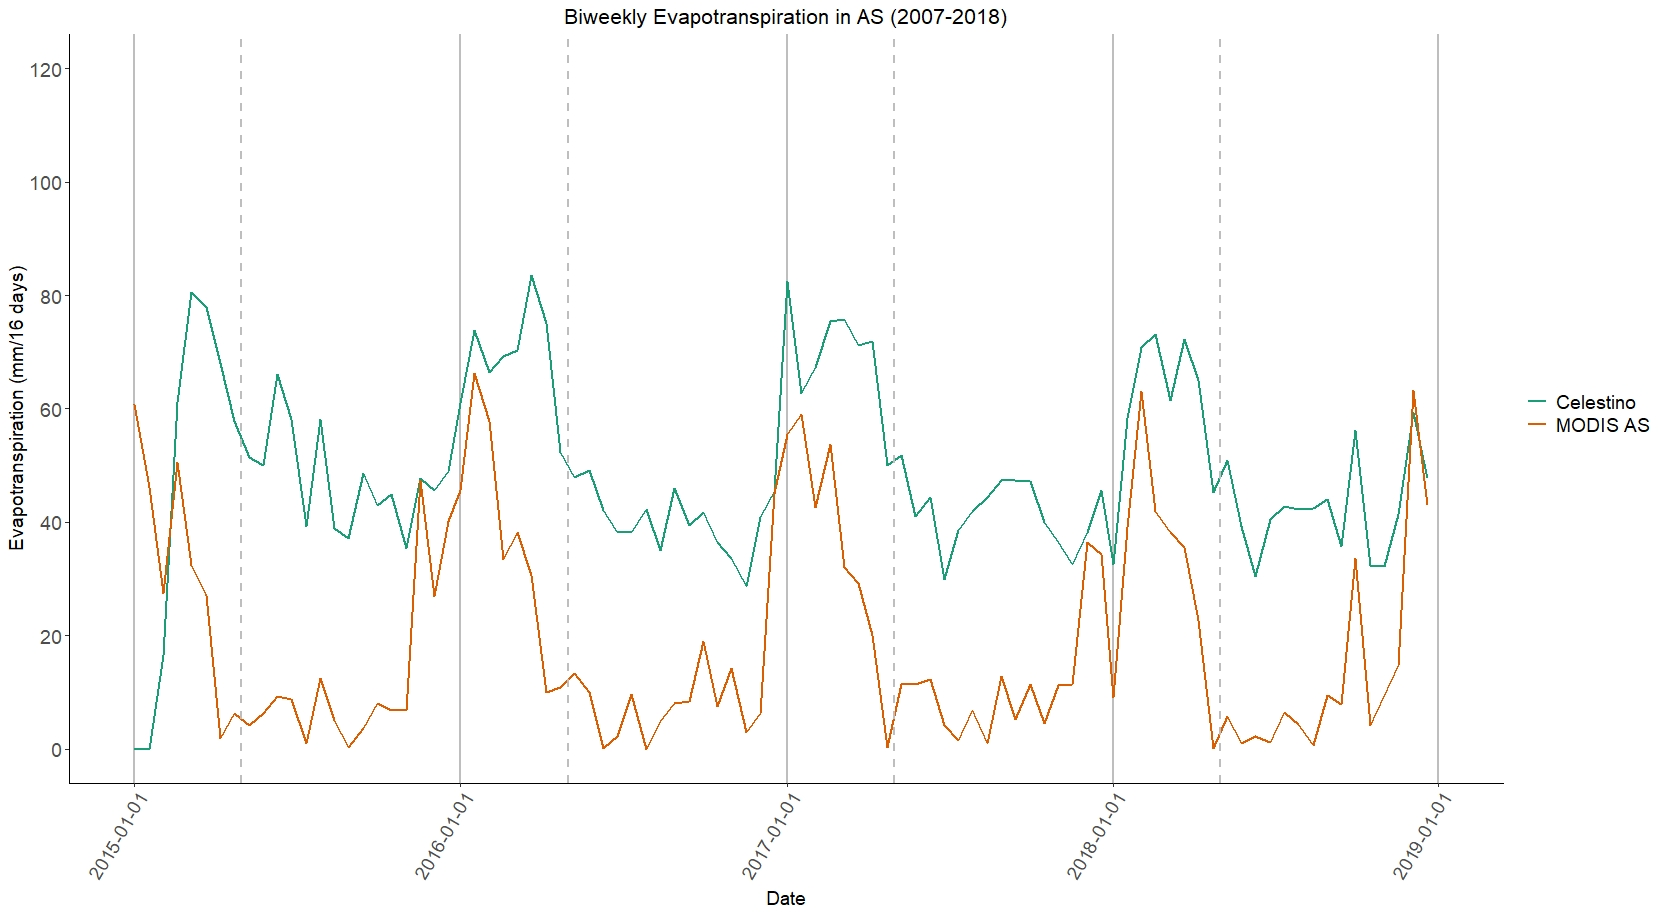 Biweekly Evapotranspiration in AS (2007-2018)
Evapotranspiration (mm/16 days)
120
100
80
60
40
20
0
2015-01-01
2016-01-01
2017-01-01
2018-01-01
2019-01-01
Date
Celestino
MODIS AS